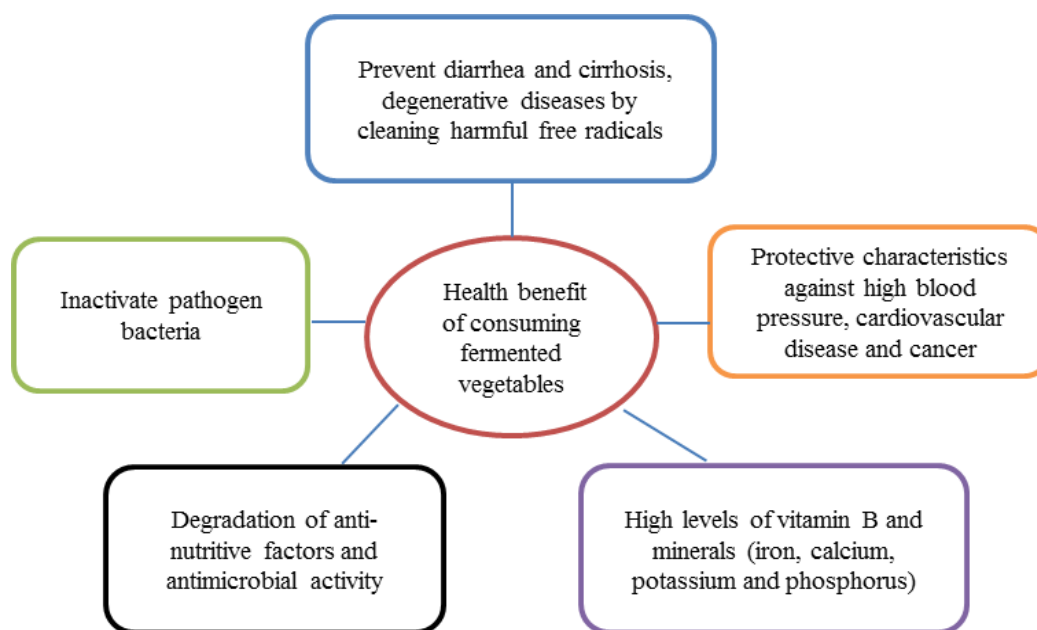 Prevent diarrhea and cirrhosis,
degenerative diseases by
cleaning harmful free radicals
Inactivate pathogen
bacteria
Health benefit
of consuming
fermented
vegetables
Protective characteristics
against high blood
pressure, cardiovascular
disease and cancer
Degradation of anti-
nutritive factors and
antimicrobial activity
High levels of vitamin B and
minerals (iron, calcium,
potassium and phosphorus)